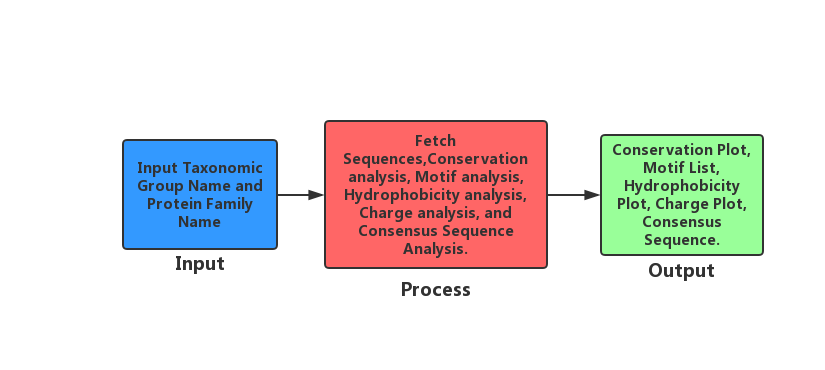 Input Taxonomic
Group Name and
Protein Family
Name
Input
Fetch
Sequences,Conservation
analysis, Motif analysis,
Hydrophobicity analysis,
Charge analysis, and
Consensus Sequence
Analysis.
Process
Conservation Plot,
Motif List,
Hydrophobicity
Plot, Charge Plot,
Consensus
Sequence.
Output